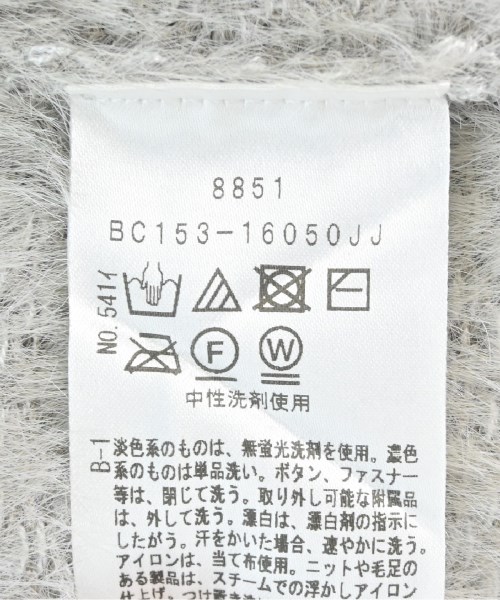 8851
BC153-16050JJ
NO.541イ
F
W
中性洗剤使用
B-1
淡色系のものは、無蛍光洗剤を使用。濃色
系のものは単品洗い。ボタン、ファスナー
等は、閉じて洗う。取り外し可能な附属品
は、外して洗う。漂白は、漂白剤の指示に
したがう。汗をかいた場合、速やかに洗う。
アイロンは、当て布使用。ニットや毛足の
ある製品は、スチームでの浮かしアイロン